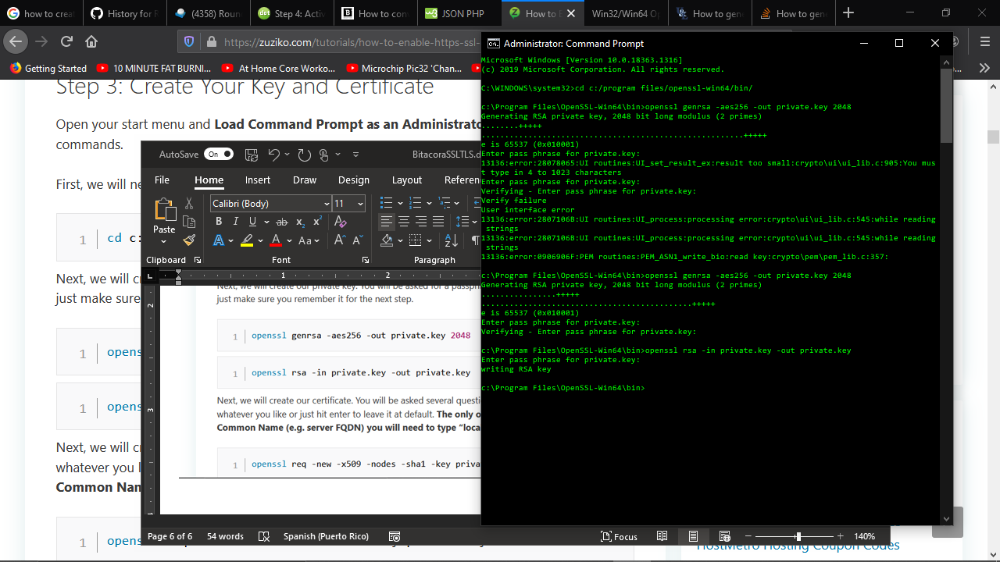 how to creat
History for R
(4358) Roun
Step 4: Activ
How to con
JSON PHP
How to E
Win32/Win64 Op
How to gene
How to gene
https://zuziko.com/tutorials/how-to-enable-https-ssl-
Getting Started
10 MINUTE FAT BURNI...
At Home Core Worko...
Microchip Pic32 'Chan...
Step 3: Create Your Key and Certificate
Open your start menu and Load Command Prompt as an Administrato
commands.
First, we will ne
1 cd c:
Next, we will cr
just make sure
1 opens
1 opens
Next, we will cr
whatever you l
Common Nam
1 opens
HostMetro Hosting Coupon Codes
AutoSave On
BitacoraSSLTLS.d
File Home Insert Draw Design Layout Referenc
Paste
Calibri (Body) 11
Clipboard Font Paragraph
1 2
Next, we will create our private key. You will be asked for a passphr
just make sure you remember it for the next step.
1 openssl genrsa -aes256 -out private.key 2048
1 openssl rsa -in private.key -out private.key
Next, we will create our certificate. You will be asked several questi
whatever you like or just hit enter to leave it at default. The only o
Common Name (e.g. server FQDN) you will need to type “loca
1 openssl req -new -x509 -nodes -sha1 -key priva
Page 6 of 6 54 words Spanish (Puerto Rico) Focus 140%
Administrator: Command Prompt
Microsoft Windows [Version 10.0.18363.1316]
(c) 2019 Microsoft Corporation. All rights reserved.
C:\WINDOWS\system32>cd c:/program files/openssl-win64/bin/
c:\Program Files\OpenSSL-Win64\bin>openssl genrsa -aes256 -out private.key 2048
Generating RSA private key, 2048 bit long modulus (2 primes)
........+++++
........................................................+++++
e is 65537 (0x010001)
Enter pass phrase for private.key:
13136:error:28078065:UI routines:UI_set_result_ex:result too small:crypto\ui\ui_lib.c:905:You mus
t type in 4 to 1023 characters
Enter pass phrase for private.key:
Verifying - Enter pass phrase for private.key:
Verify failure
User interface error
13136:error:2807106B:UI routines:UI_process:processing error:crypto\ui\ui_lib.c:545:while reading
strings
13136:error:2807106B:UI routines:UI_process:processing error:crypto\ui\ui_lib.c:545:while reading
strings
13136:error:0906906F:PEM routines:PEM_ASN1_write_bio:read key:crypto\pem\pem_lib.c:357:
c:\Program Files\OpenSSL-Win64\bin>openssl genrsa -aes256 -out private.key 2048
Generating RSA private key, 2048 bit long modulus (2 primes)
................+++++
.............................................+++++
e is 65537 (0x010001)
Enter pass phrase for private.key:
Verifying - Enter pass phrase for private.key:
c:\Program Files\OpenSSL-Win64\bin>openssl rsa -in private.key -out private.key
Enter pass phrase for private.key:
writing RSA key
c:\Program Files\OpenSSL-Win64\bin>